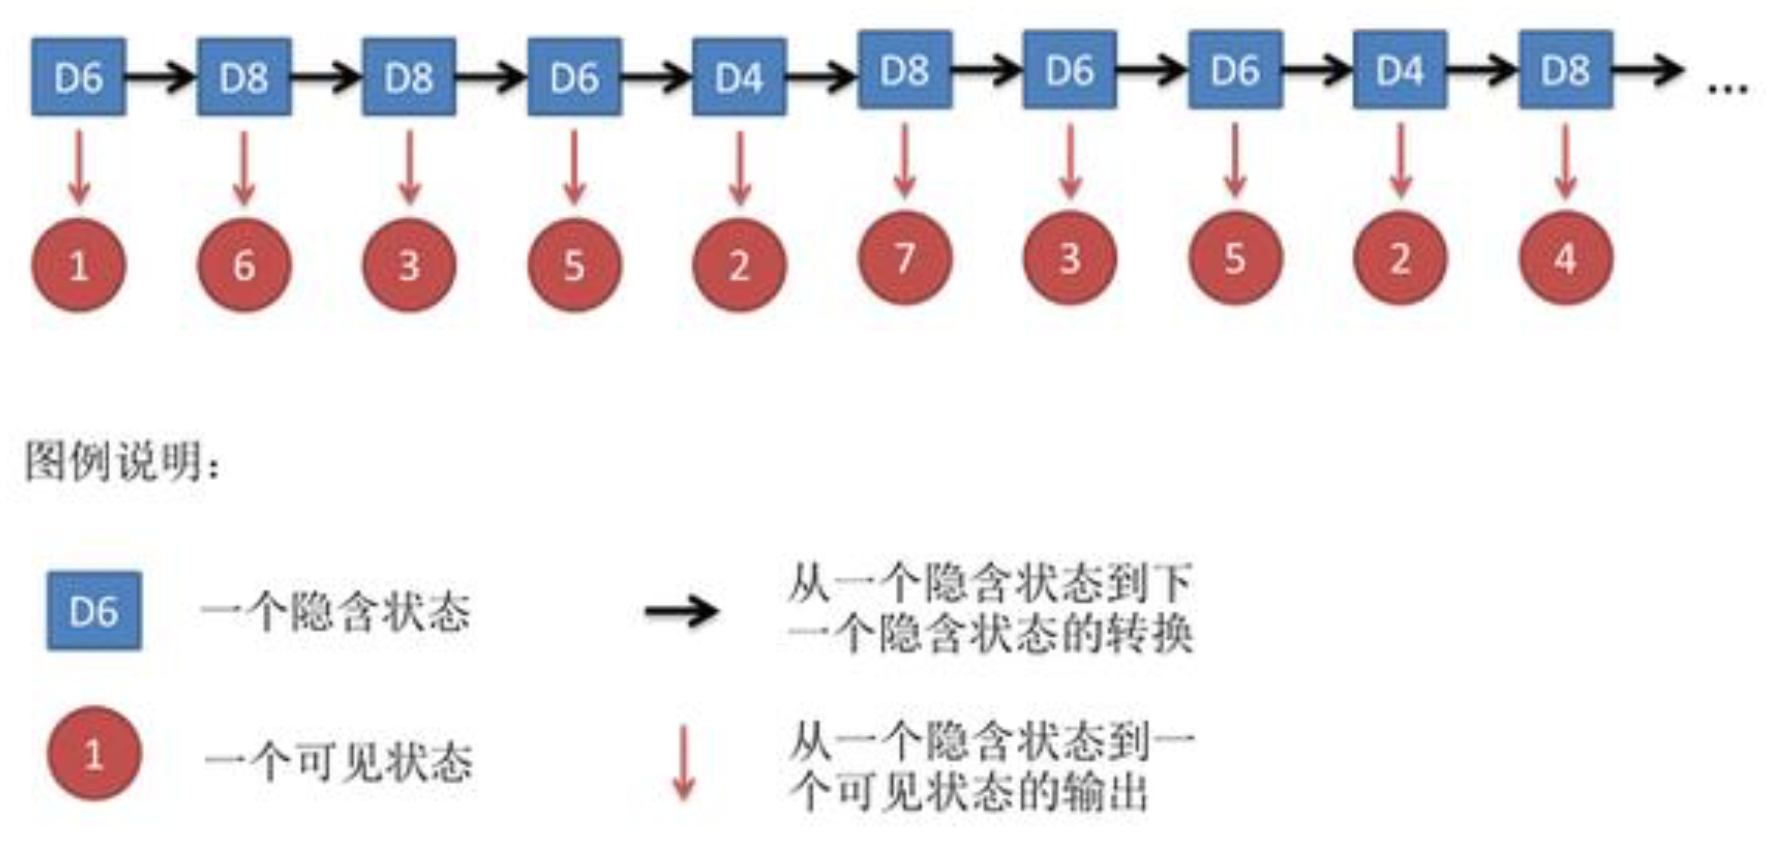 D6 D8 D8 D6 D4 D8 D6 D6 D4 D8 ...
1 6 3 5 2 7 3 5 2 4
图例说明:
D6 一个隐含状态
从一个隐含状态到下
一个隐含状态的转换
1 一个可见状态
从一个隐含状态到一
个可见状态的输出